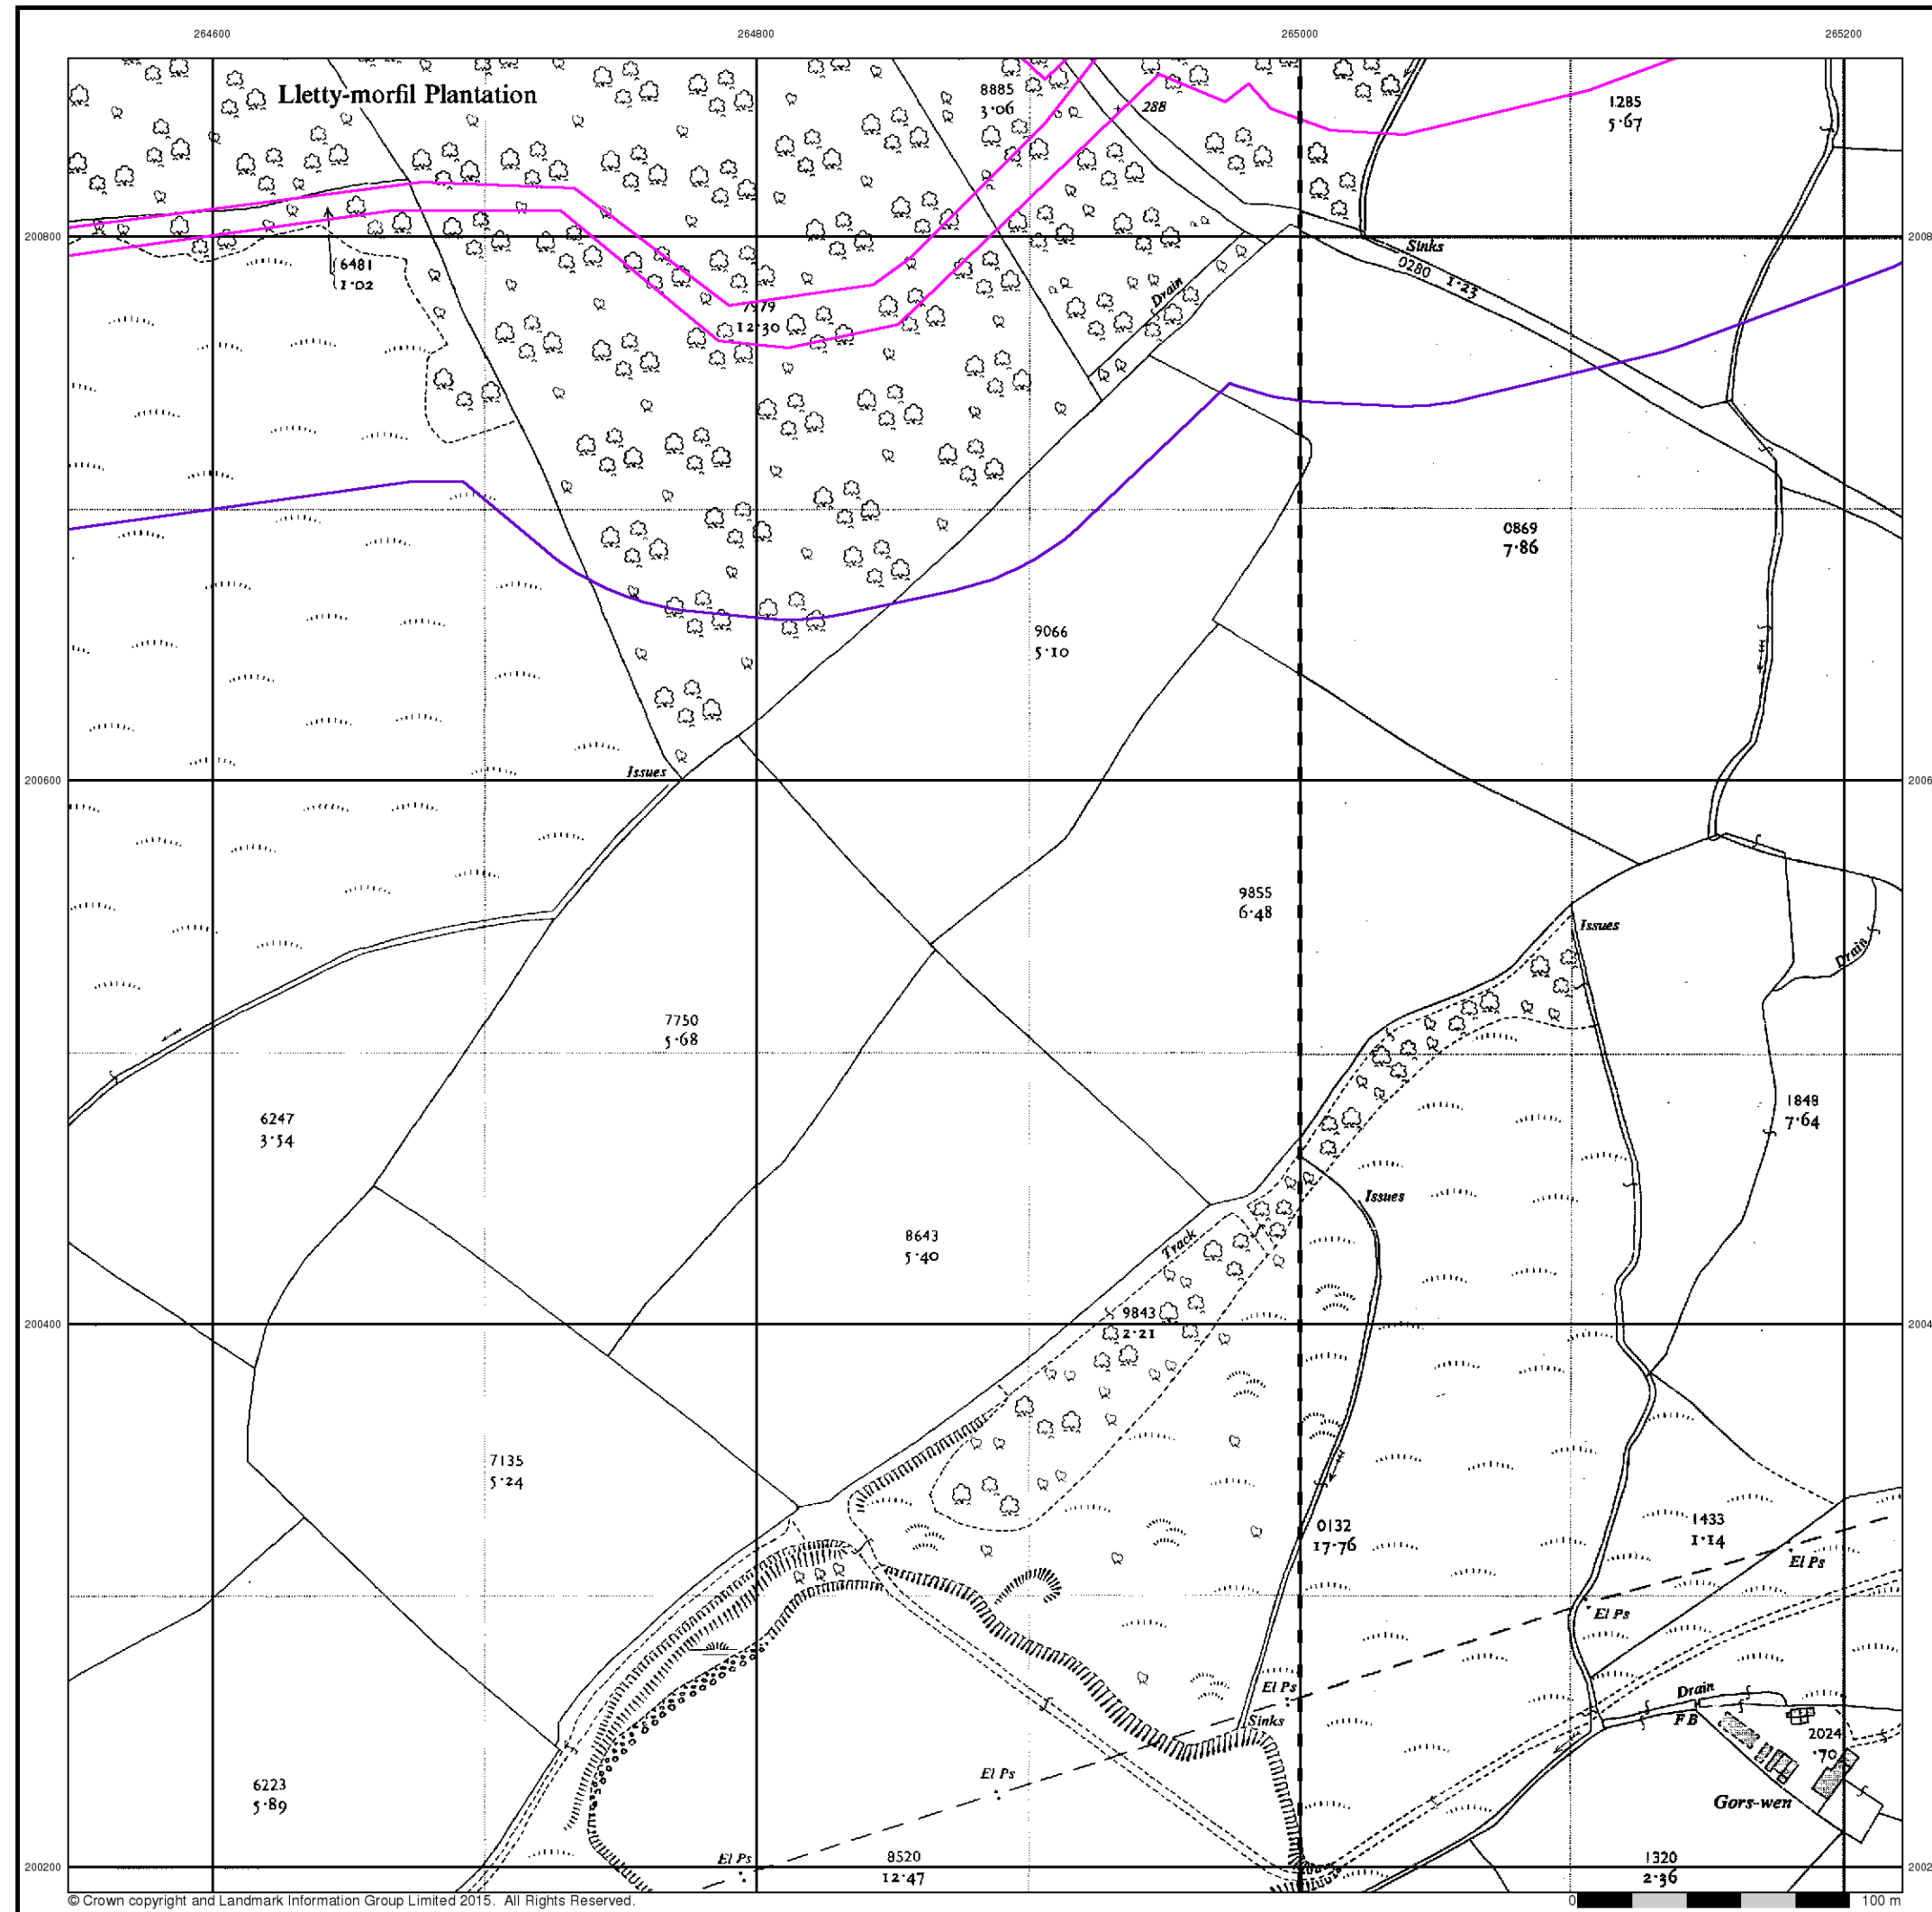 264600 264800 265000 265200
Lletty-morfil Plantation
8885
3·06
288
1285
5·67
200800
2008
Sinks
0280
1·23
6481
1·02
Drain
7979
12·30
0869
7·86
9066
5·10
Issues
200600
2006
9855
6·48
Issues
Drain
7750
5·68
1848
7·64
6247
3·54
Issues
8643
5·40
Track
9843
2·21
200400
2004
7135
5·24
0132
17·76
1433
1·14
El Ps
El Ps
El Ps
Drain
F B
Sinks
2024
·70
El Ps
Gors-wen
6223
5·89
El Ps
8520
12·47
1320
2·36
200200
2002
© Crown copyright and Landmark Information Group Limited 2015. All Rights Reserved.
0 100 m